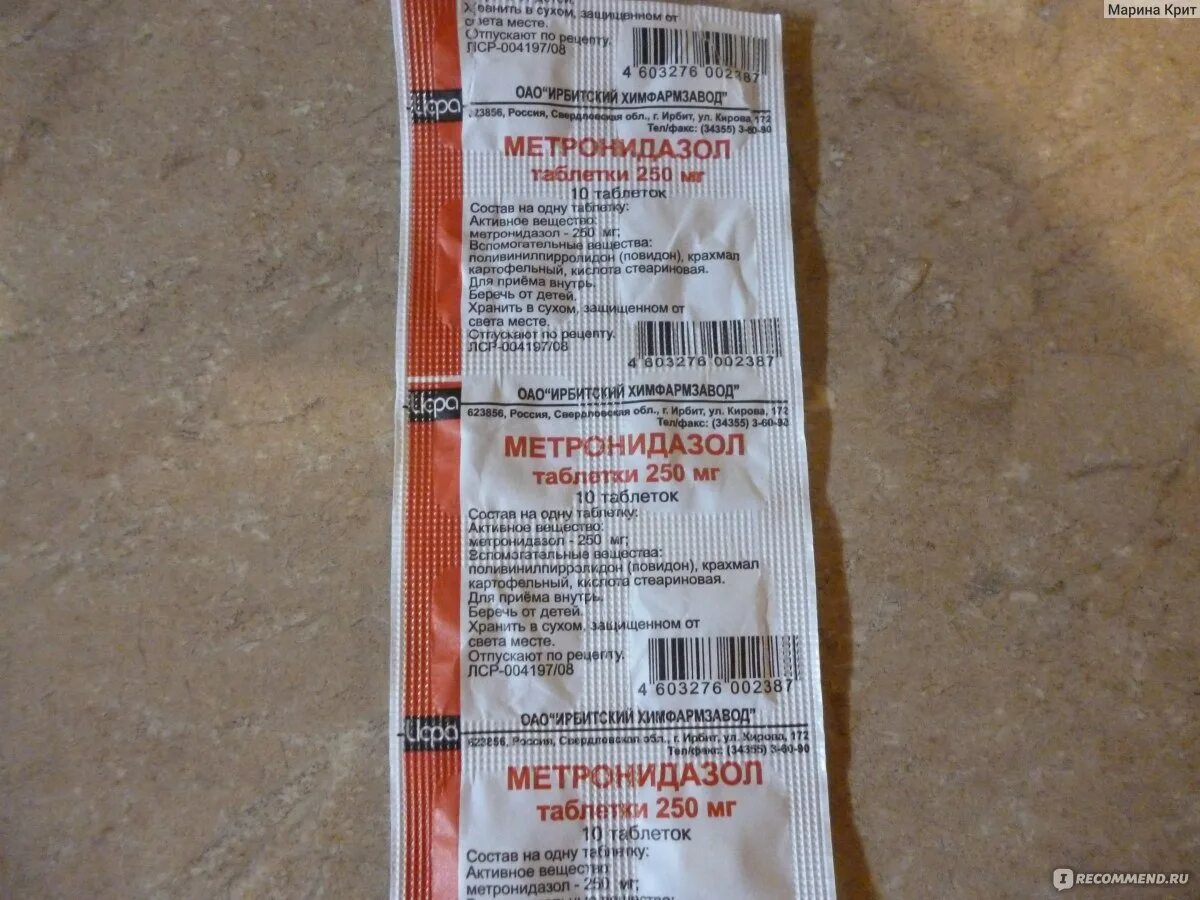 Марина Крит
Хранить в сухом, защищенном от
света месте.
Отпускают по рецепту.
ЛСР-004197/08
4 603276 002387
Исфа
ОАО"ИРБИТСКИЙ ХИМФАРМЗАВОД"
623856, Россия, Свердловская обл., г. Ирбит, ул. Кирова, 172
Тел/факс: (34355) 3-60-90
МЕТРОНИДАЗОЛ
таблетки 250 мг
10 таблеток
Состав на одну таблетку:
Активное вещество:
метронидазол - 250 мг;
Вспомогательные вещества:
поливинилпирролидон (повидон), крахмал
картофельный, кислота стеариновая.
Для приёма внутрь.
Беречь от детей.
Хранить в сухом, защищенном от
света месте.
Отпускают по рецепту.
ЛСР-004197/08
4 603276 002387
Исфа
ОАО"ИРБИТСКИЙ ХИМФАРМЗАВОД"
623856, Россия, Свердловская обл., г. Ирбит, ул. Кирова, 172
Тел/факс: (34355) 3-60-90
МЕТРОНИДАЗОЛ
таблетки 250 мг
10 таблеток
Состав на одну таблетку:
Активное вещество:
метронидазол - 250 мг;
Вспомогательные вещества:
поливинилпирролидон (повидон), крахмал
картофельный, кислота стеариновая.
Для приёма внутрь.
Беречь от детей.
Хранить в сухом, защищенном от
света месте.
Отпускают по рецепту.
ЛСР-004197/08
4 603276 002387
Исфа
ОАО"ИРБИТСКИЙ ХИМФАРМЗАВОД"
623856, Россия, Свердловская обл., г. Ирбит, ул. Кирова, 172
Тел/факс: (34355) 3-60-90
МЕТРОНИДАЗОЛ
таблетки 250 мг
10 таблеток
Состав на одну таблетку:
Активное вещество:
метронидазол - 250 мг;
IRECOMMEND.RU